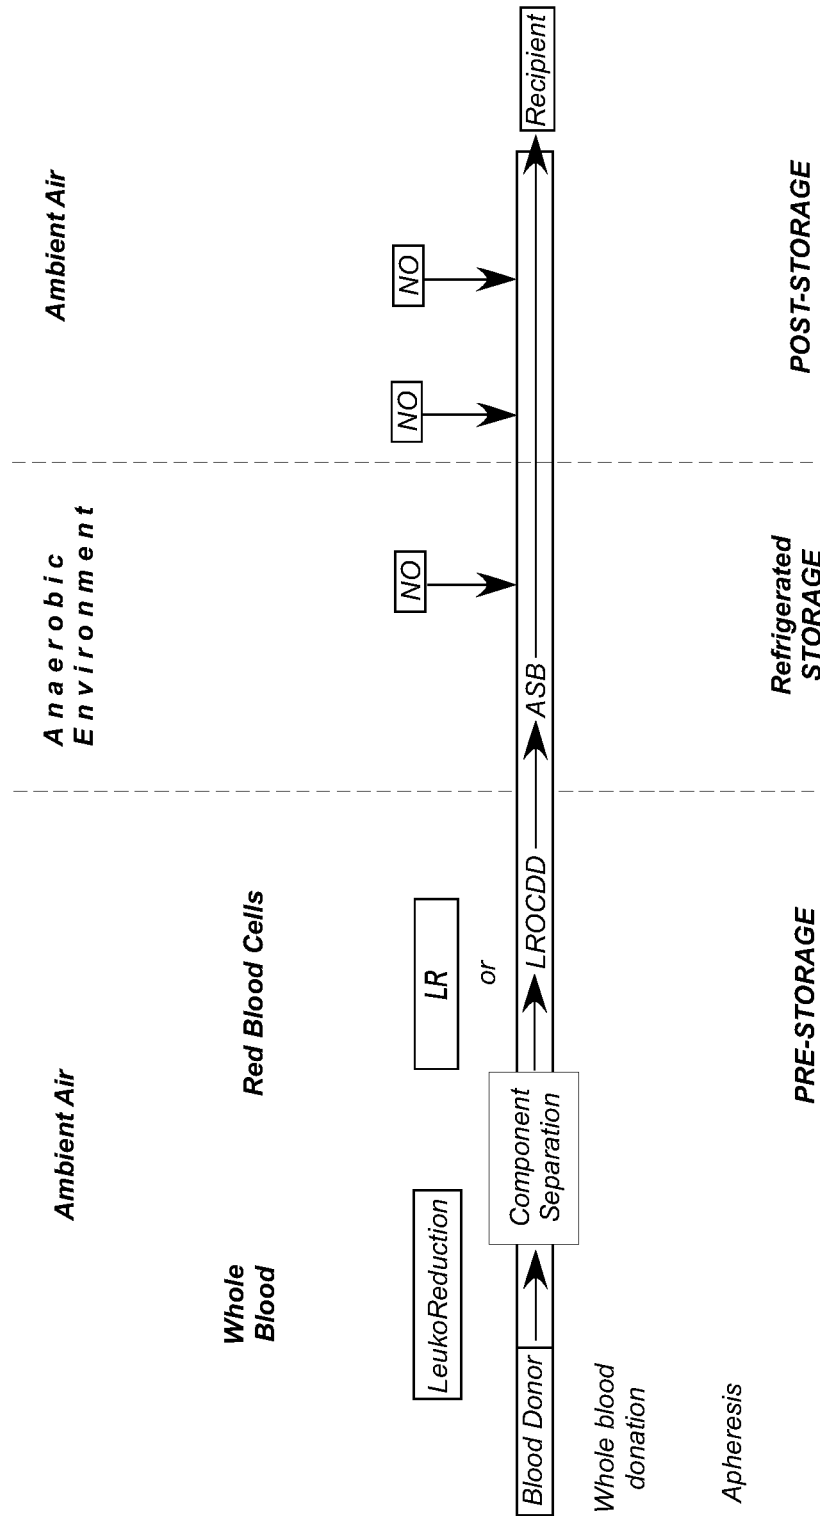 Ambient Air
Anaerobic
Environment
Ambient Air
Whole
Blood
Red Blood Cells
LeukoReduction
LR
or
NO
NO
NO
Blood Donor
Component
Separation
LROCDD
ASB
Recipient
Whole blood
donation
Apheresis
PRE-STORAGE
Refrigerated
STORAGE
POST-STORAGE